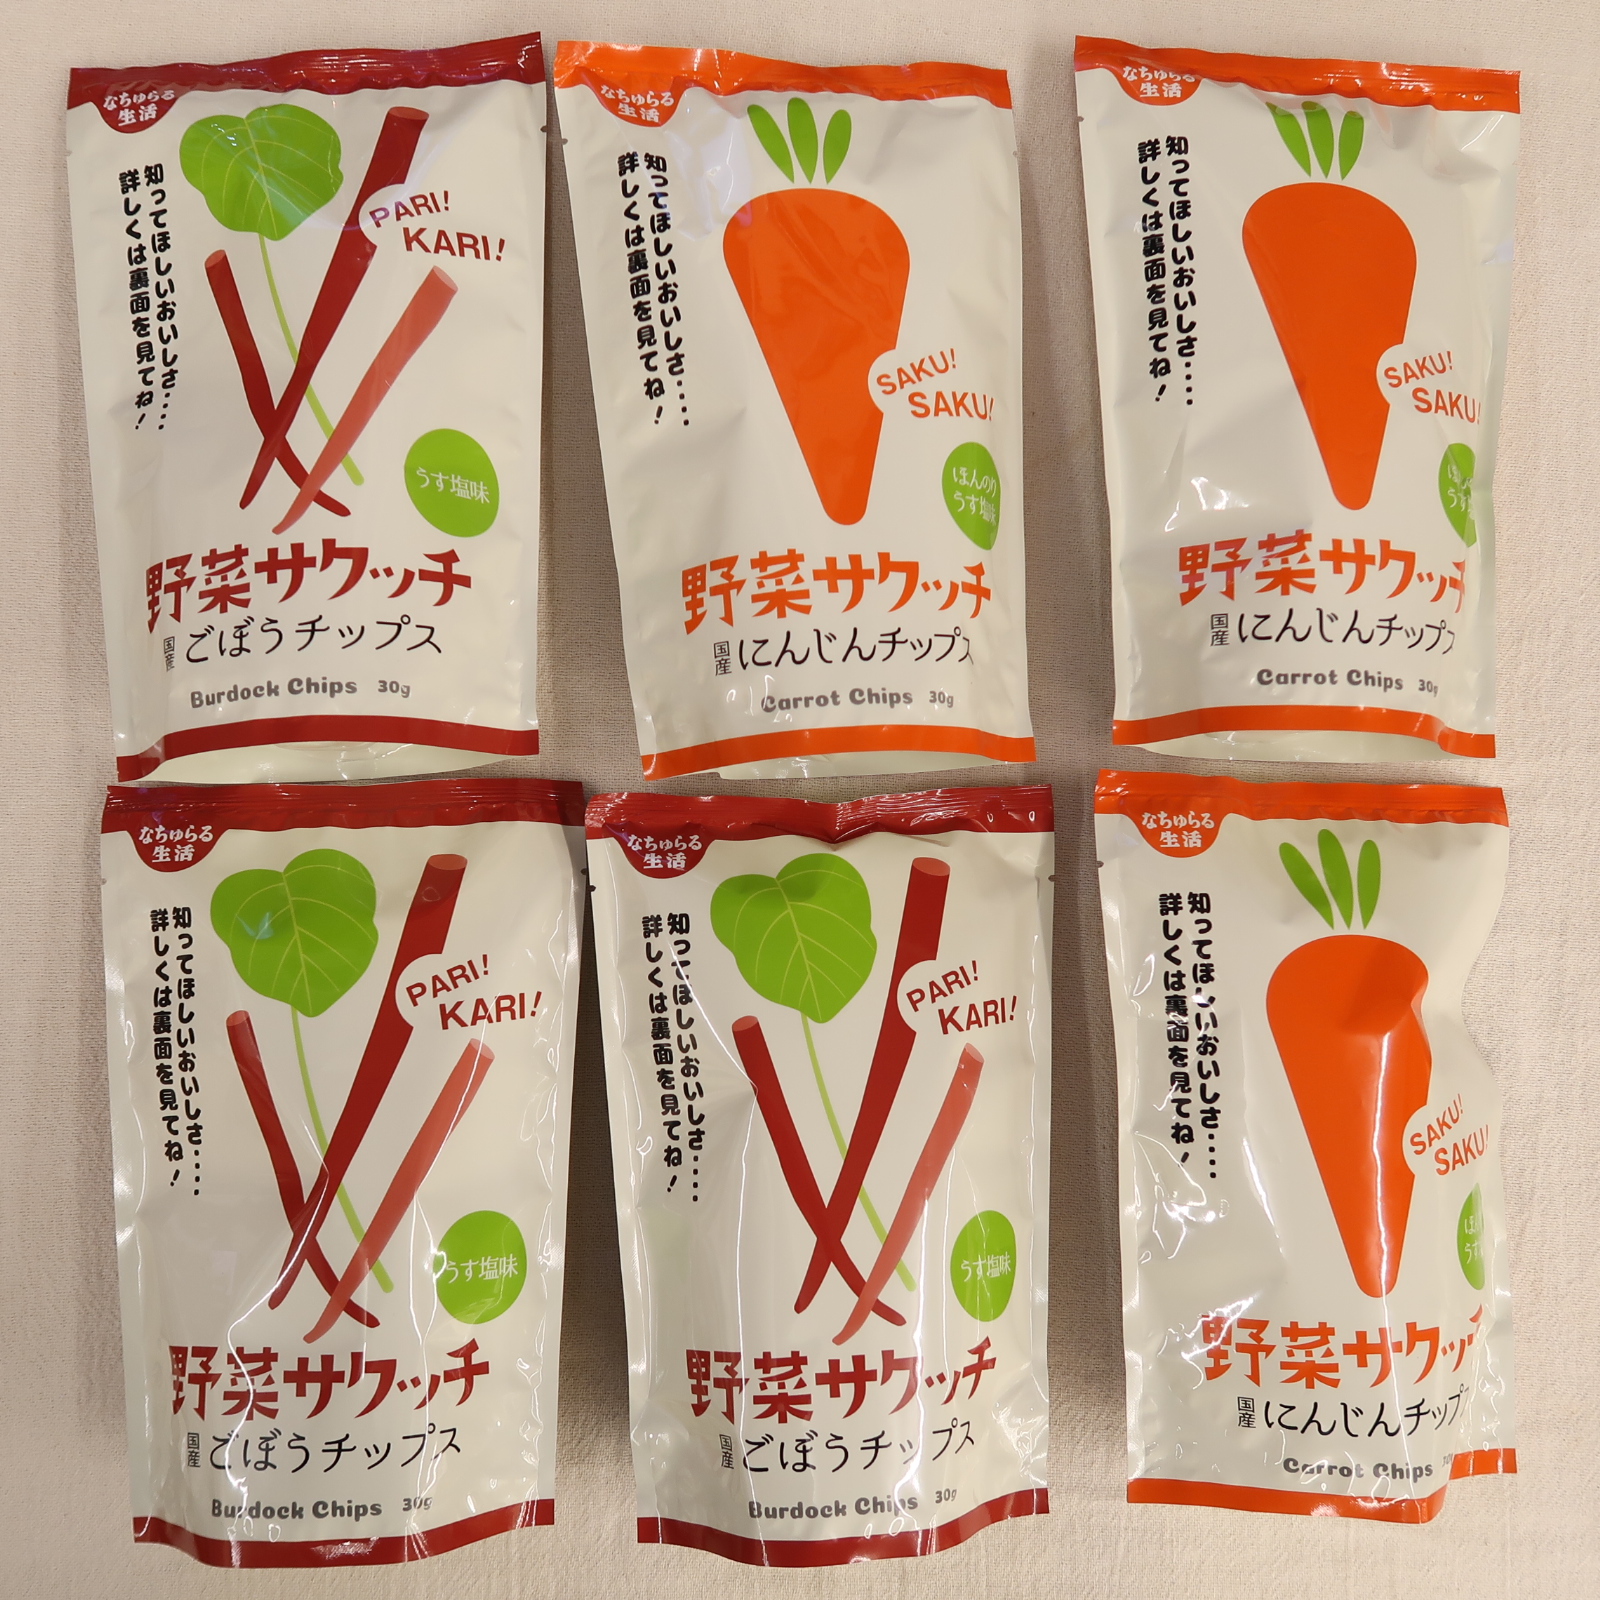 なちゅらる
生活
知ってほしいおいしさ・・・・
詳しくは裏面を見てね!
PARI!
KARI!
うす塩味
野菜サクッチ
国産 ごぼうチップス
Burdock Chips 30g
なちゅらる
生活
知ってほしいおいしさ・・・・
詳しくは裏面を見てね!
SAKU!
SAKU!
ほんのり
うす塩味
野菜サクッチ
国産 にんじんチップス
Carrot Chips 30g
なちゅらる
生活
知ってほしいおいしさ・・・・
詳しくは裏面を見てね!
SAKU!
SAKU!
うす
野菜サクッチ
国産 にんじんチップス
Carrot Chips 30g
なちゅらる
生活
知ってほしいおいしさ・・・・
詳しくは裏面を見てね!
PARI!
KARI!
うす塩味
野菜サクッチ
国産 ごぼうチップス
Burdock Chips 30g
なちゅらる
生活
知ってほしいおいしさ・・・・
詳しくは裏面を見てね!
PARI!
KARI!
うす塩味
野菜サクッチ
国産 ごぼうチップス
Burdock Chips 30g
なちゅらる
生活
知ってほしいおいしさ・・・・
詳しくは裏面を見てね!
SAKU!
SAKU!
うす
野菜サクッチ
国産 にんじんチップ
Carrot Chips